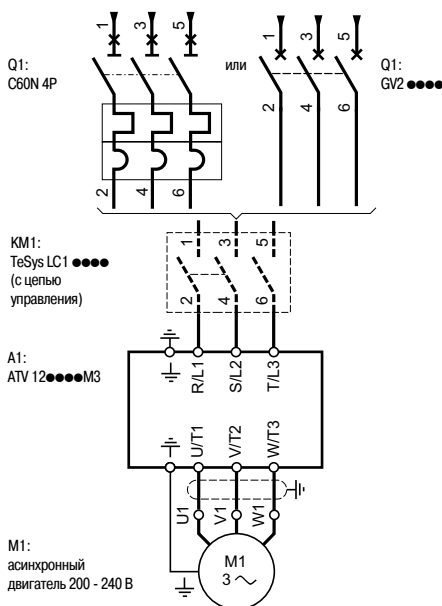 1 3 5
1 3 5
Q1:
C60N 4P
или
Q1:
GV2 ●●●●
2 4 6
2 4 6
KM1:
TeSys LC1 ●●●●
(с цепью
управления)
1 3 5
2 4 6
A1:
ATV 12●●●●M3
R/L1 S/L2 T/L3
U/T1 V/T2 W/T3
U1 V1 W1
M1:
асинхронный
двигатель 200 - 240 В
M1
3